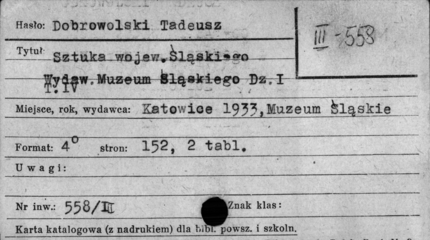 Hasło: Dobrowolski Tadeusz
III-558
Tytuł Sztuka wojew. Śląskiego
Wydaw. Muzeum Śląskiego Dz. I
T. IV
Miejsce, rok, wydawca: Katowice 1933, Muzeum Śląskie
Format: 4° stron: 152, 2 tabl.
Uwagi:
Nr inw.: 558/III Znak klas:
Karta katalogowa (z nadrukiem) dla bibl. powsz. i szkoln.